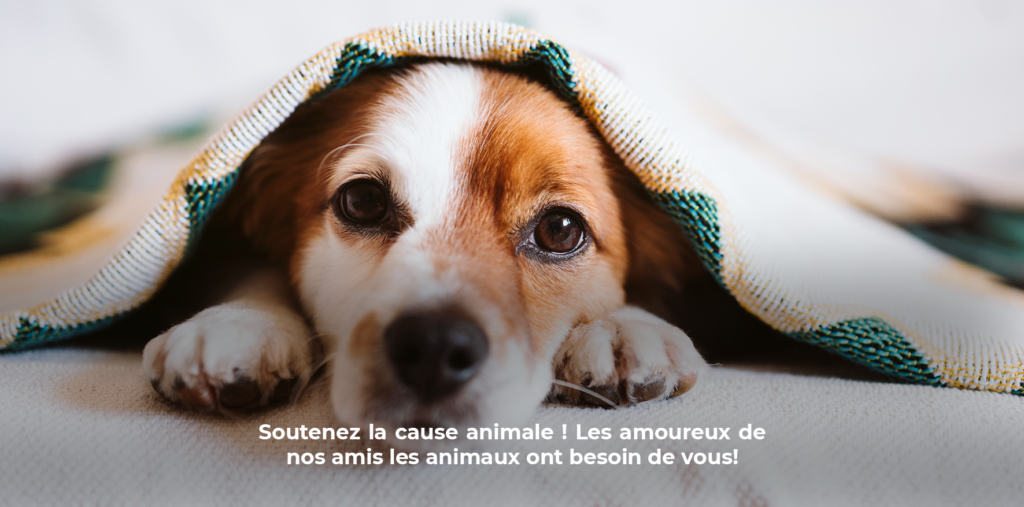 Soutenez la cause animale ! Les amoureux de
nos amis les animaux ont besoin de vous!